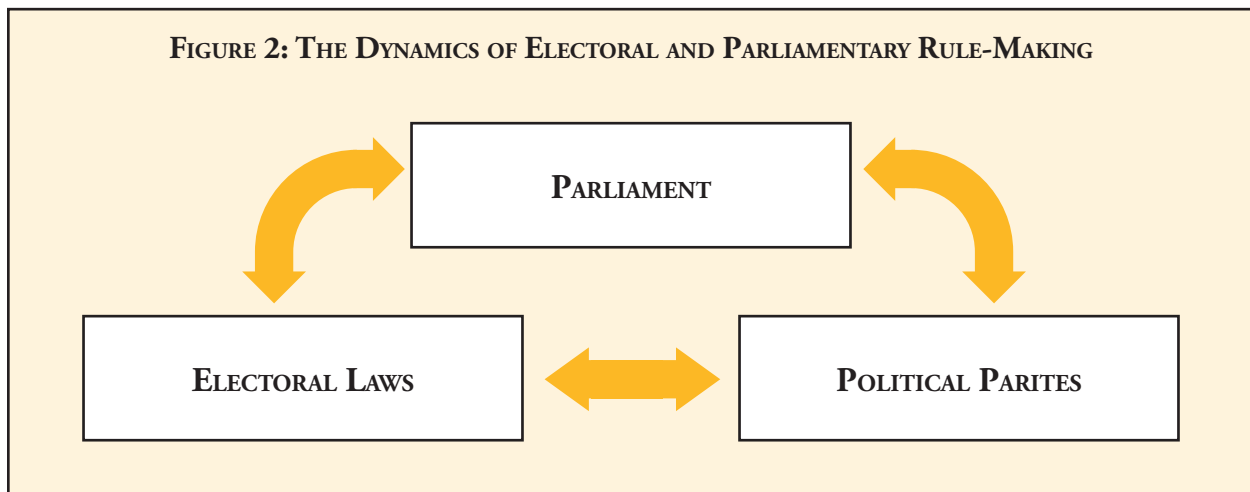 Figure 2: The Dynamics of Electoral and Parliamentary Rule-Making
Parliament
Electoral Laws
Political Parites